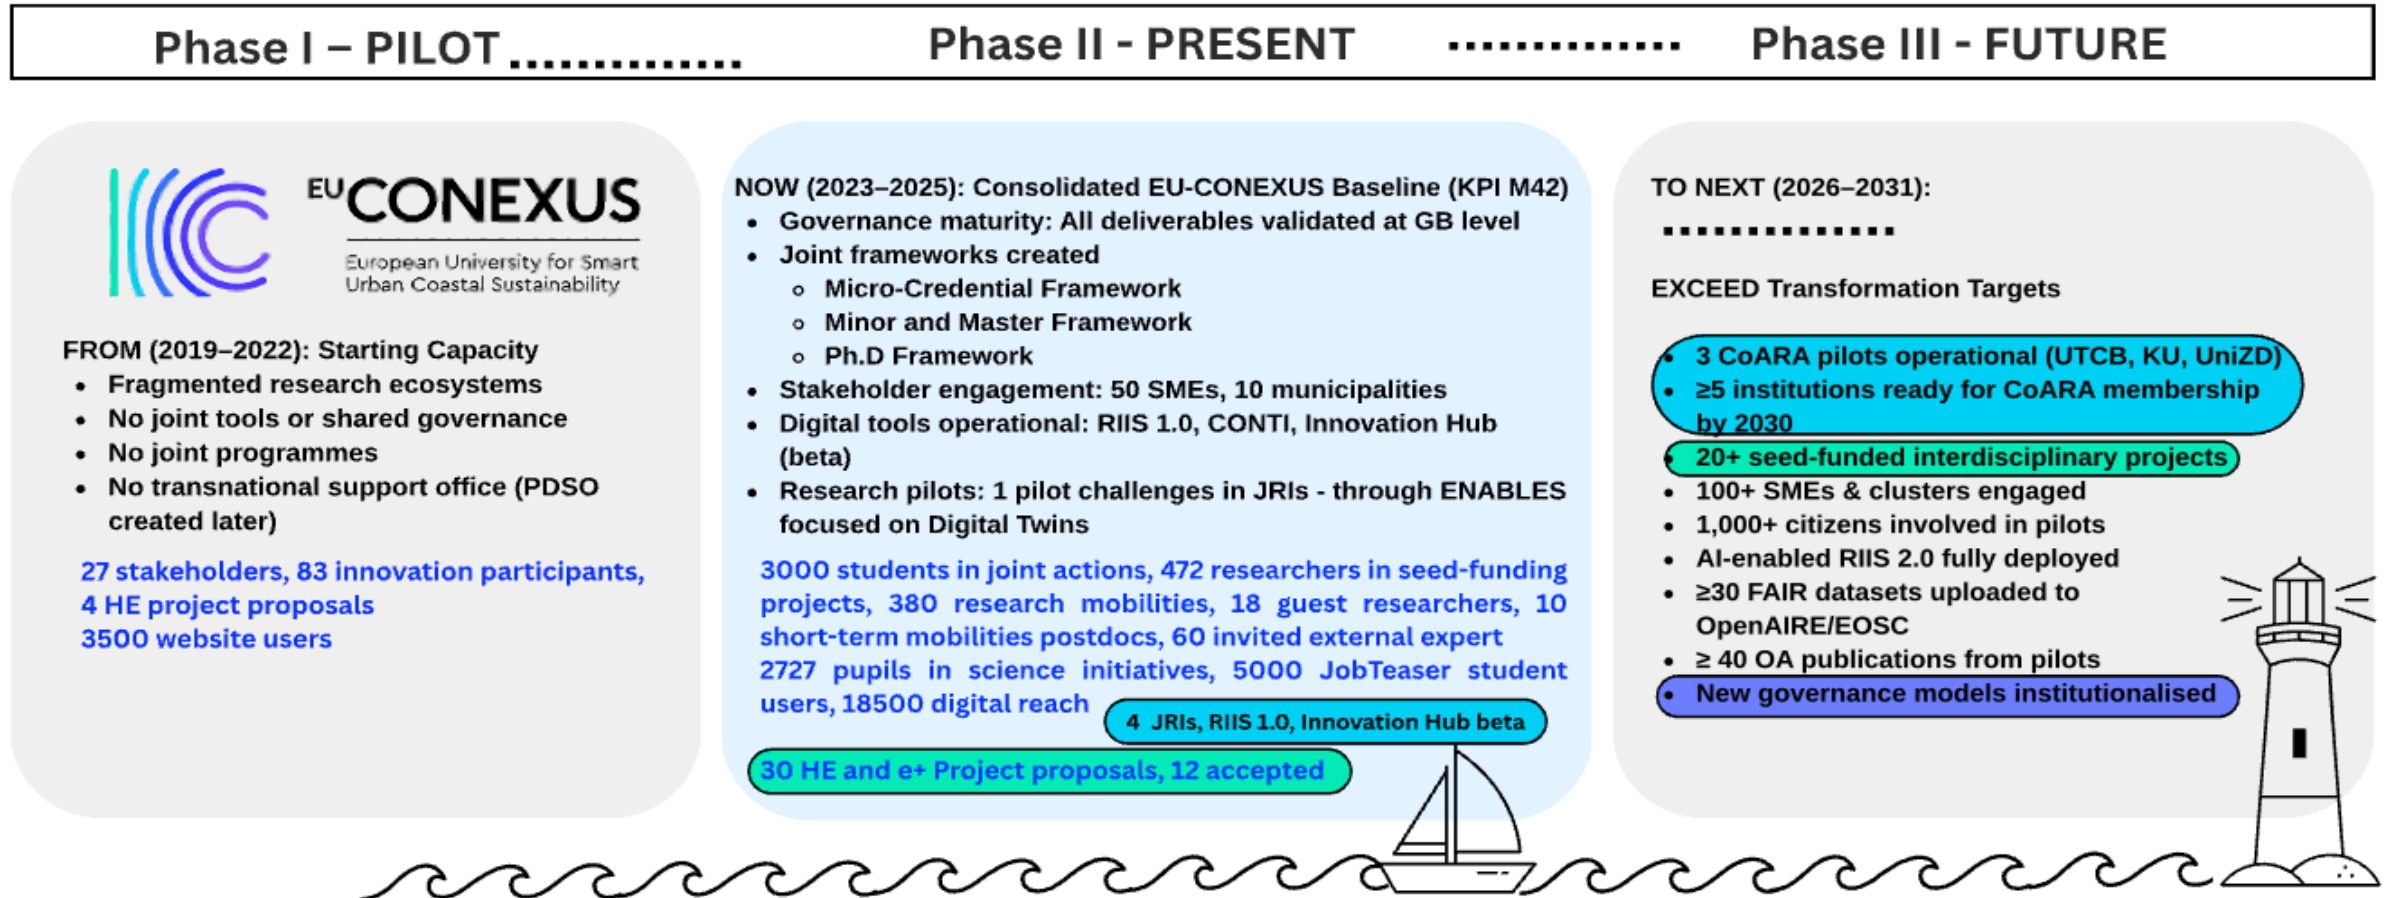 Phase I – PILOT ..............
Phase II - PRESENT ..............
Phase III - FUTURE
EU CONEXUS
European University for Smart
Urban Coastal Sustainability
FROM (2019–2022): Starting Capacity
• Fragmented research ecosystems
• No joint tools or shared governance
• No joint programmes
• No transnational support office (PDSO
created later)
27 stakeholders, 83 innovation participants,
4 HE project proposals
3500 website users
NOW (2023–2025): Consolidated EU-CONEXUS Baseline (KPI M42)
• Governance maturity: All deliverables validated at GB level
• Joint frameworks created
◦ Micro-Credential Framework
◦ Minor and Master Framework
◦ Ph.D Framework
• Stakeholder engagement: 50 SMEs, 10 municipalities
• Digital tools operational: RIIS 1.0, CONTI, Innovation Hub
(beta)
• Research pilots: 1 pilot challenges in JRIs - through ENABLES
focused on Digital Twins
3000 students in joint actions, 472 researchers in seed-funding
projects, 380 research mobilities, 18 guest researchers, 10
short-term mobilities postdocs, 60 invited external expert
2727 pupils in science initiatives, 5000 JobTeaser student
users, 18500 digital reach
4 JRIs, RIIS 1.0, Innovation Hub beta
30 HE and e+ Project proposals, 12 accepted
TO NEXT (2026–2031):
..............
EXCEED Transformation Targets
• 3 CoARA pilots operational (UTCB, KU, UniZD)
• ≥5 institutions ready for CoARA membership
by 2030
• 20+ seed-funded interdisciplinary projects
• 100+ SMEs & clusters engaged
• 1,000+ citizens involved in pilots
• AI-enabled RIIS 2.0 fully deployed
• ≥30 FAIR datasets uploaded to
OpenAIRE/EOSC
• ≥ 40 OA publications from pilots
• New governance models institutionalised